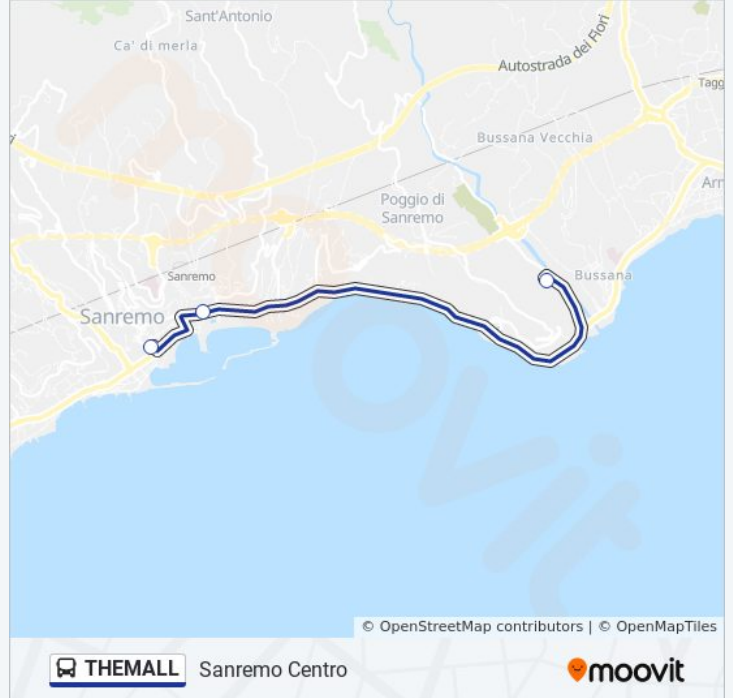 Sant'Antonio
Ca' di merla
Autostrada dei Fiori
Tagg
Bussana Vecchia
Arn
Poggio di
Sanremo
Sanremo
Bussana
Sanremo
© OpenStreetMap contributors | © OpenMapTiles
THEMALL Sanremo Centro
moovit